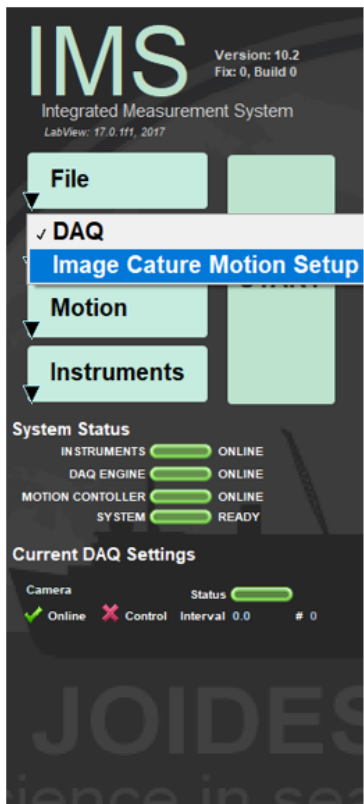 IMS
Version: 10.2
Fix: 0, Build 0
Integrated Measurement System
LabView: 17.0.1f1, 2017
File
✓ DAQ
Image Cature Motion Setup
Motion
Instruments
System Status
INSTRUMENTS ONLINE
DAQ ENGINE ONLINE
MOTION CONTOLLER ONLINE
SYSTEM READY
Current DAQ Settings
Camera Status
Online Control Interval 0.0 # 0
JOIDES